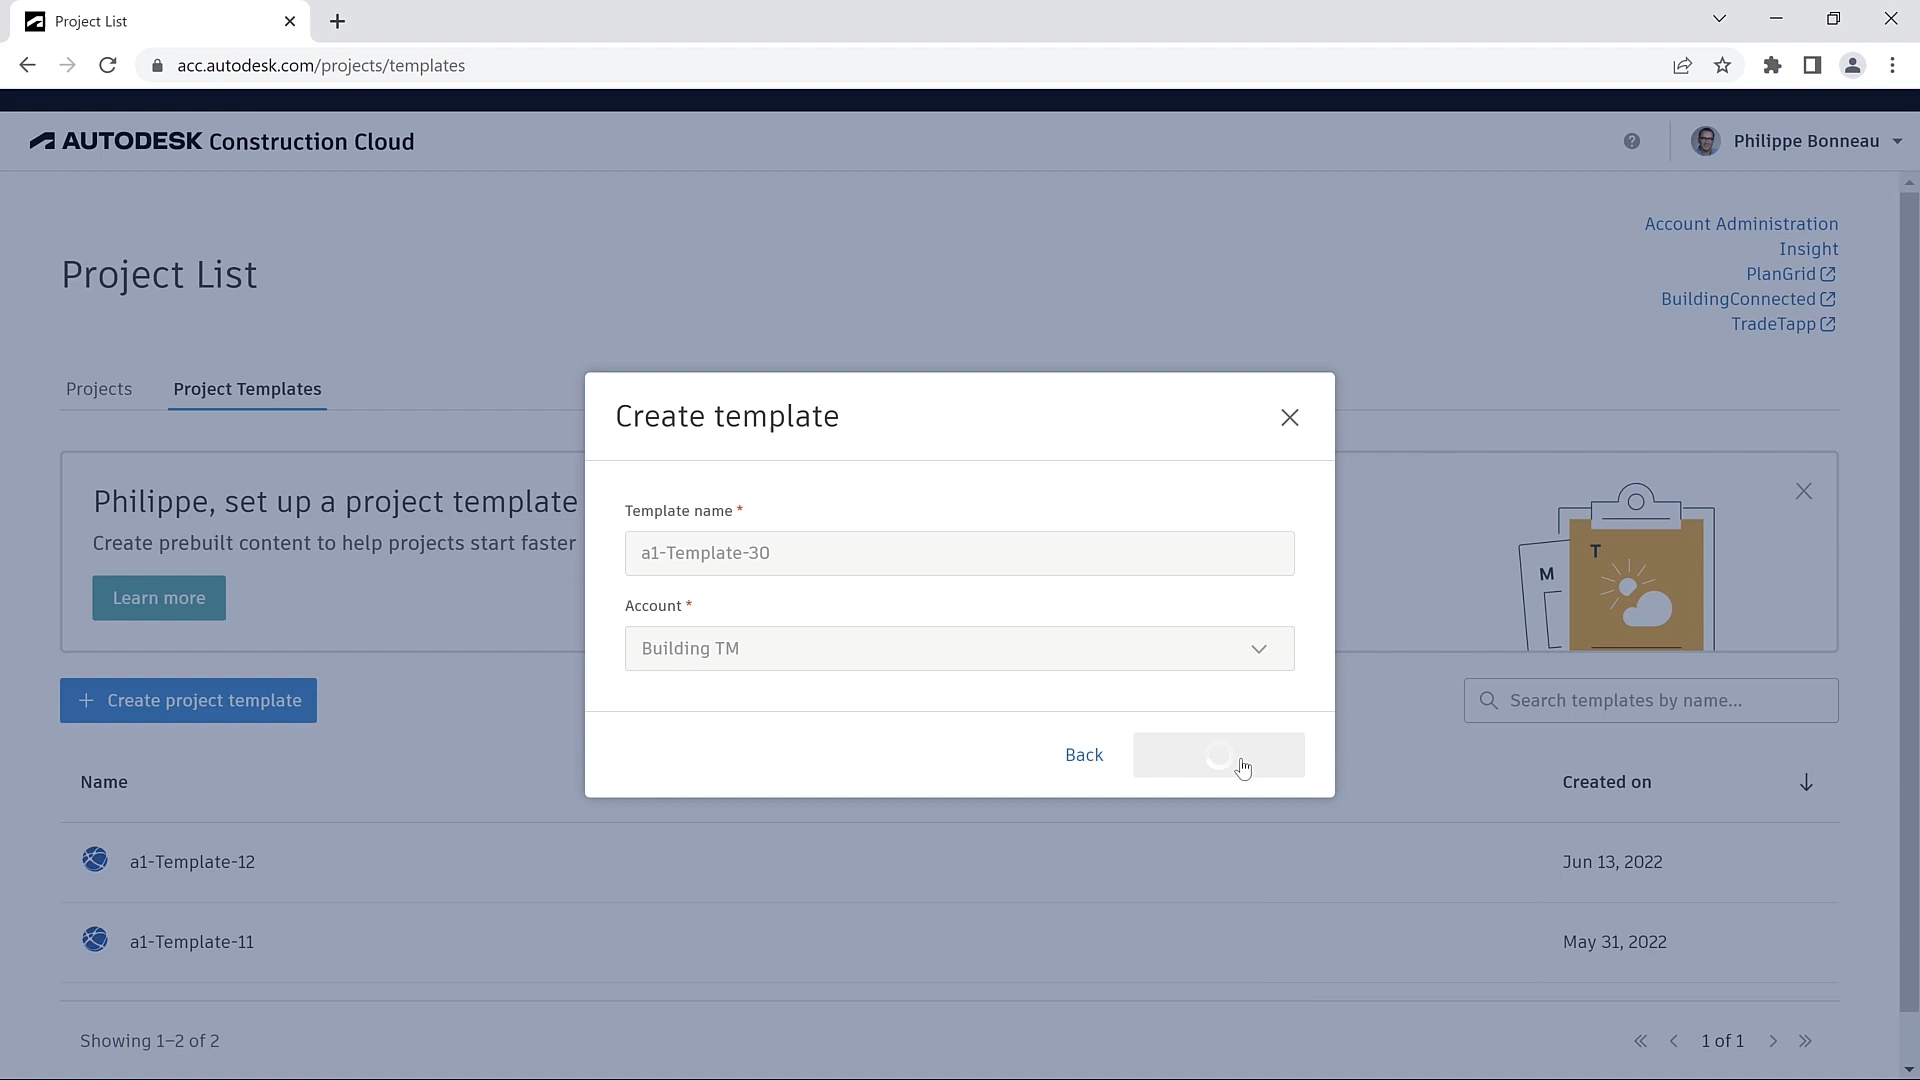 Project List
acc.autodesk.com/projects/templates
AUTODESK Construction Cloud
Philippe Bonneau
Account Administration
Insight
PlanGrid
BuildingConnected
TradeTapp
Project List
Projects
Project Templates
Philippe, set up a project template
Create prebuilt content to help projects start faster
Learn more
M
T
Create template
Template name *
a1-Template-30
Account *
Building TM
Back
+ Create project template
Search templates by name...
Name
Created on
a1-Template-12
Jun 13, 2022
a1-Template-11
May 31, 2022
Showing 1–2 of 2
1 of 1